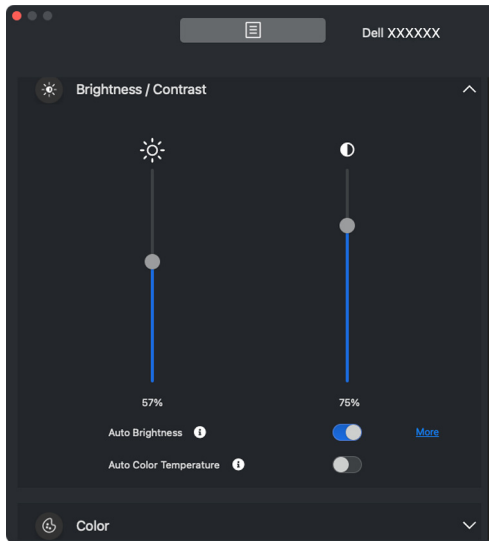 Dell XXXXXX
Brightness / Contrast
57%
75%
Auto Brightness
More
Auto Color Temperature
Color